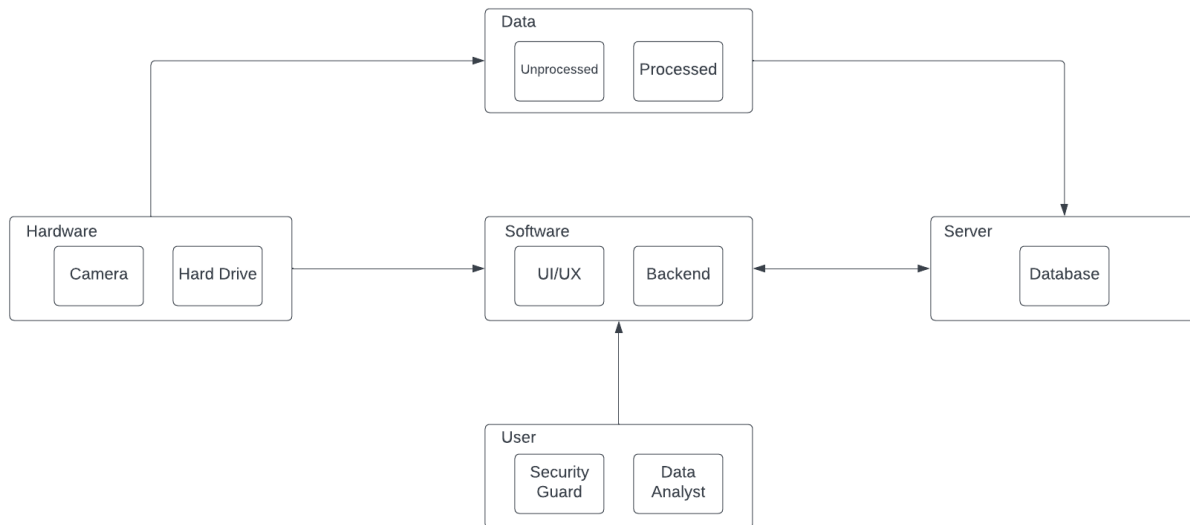 Data
Unprocessed
Processed
Hardware
Camera
Hard Drive
Software
UI/UX
Backend
Server
Database
User
Security
Guard
Data
Analyst